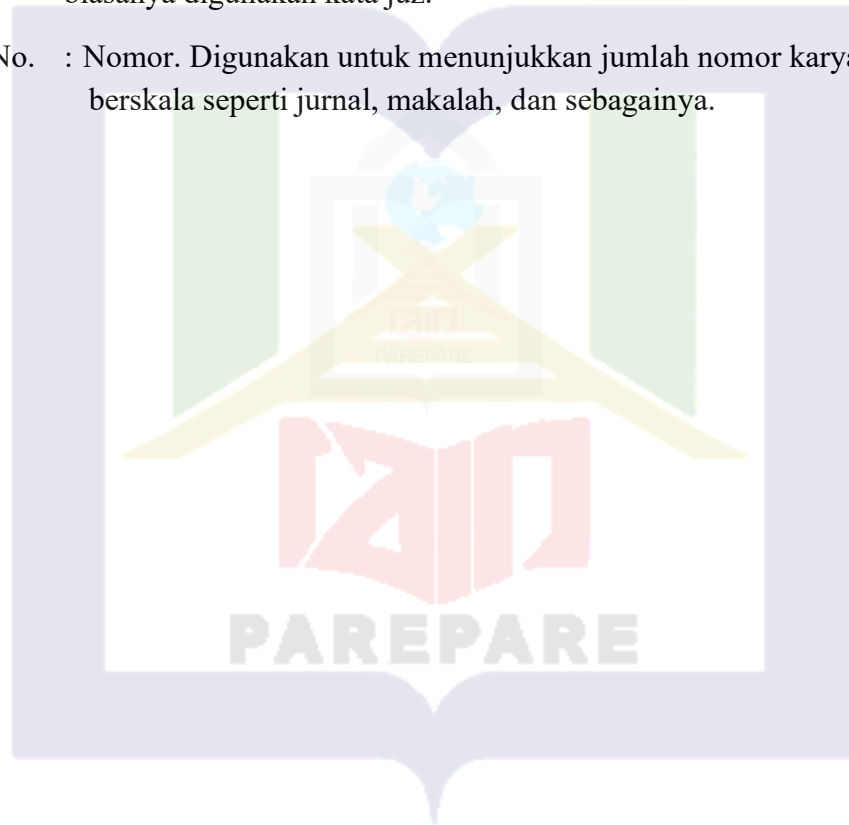 biasanya digunakan kata juz.
No. : Nomor. Digunakan untuk menunjukkan jumlah nomor karya
berskala seperti jurnal, makalah, dan sebagainya.
PAREPARE
PAREPARE